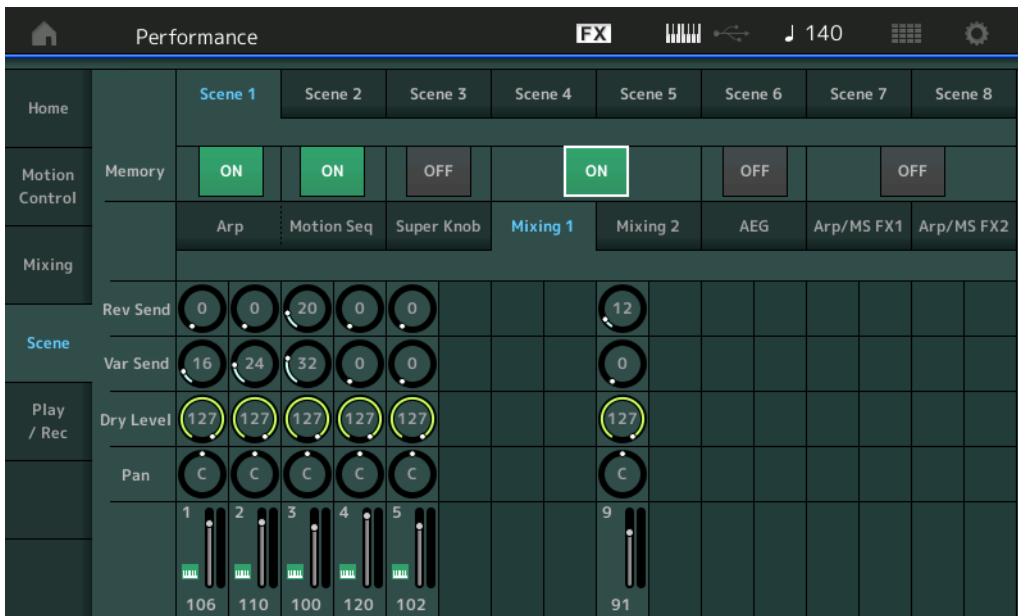 Performance FX 140
Scene 1 Scene 2 Scene 3 Scene 4 Scene 5 Scene 6 Scene 7 Scene 8
Home
Memory ON ON OFF ON OFF OFF
Motion
Control
Arp Motion Seq Super Knob Mixing 1 Mixing 2 AEG Arp/MS FX1 Arp/MS FX2
Mixing
Rev Send 0 0 20 0 0 12
Scene
Var Send 16 24 32 0 0 0
Play
/ Rec
Dry Level 127 127 127 127 127 127
Pan C C C C C C
1 2 3 4 5 9
106 110 100 120 102 91